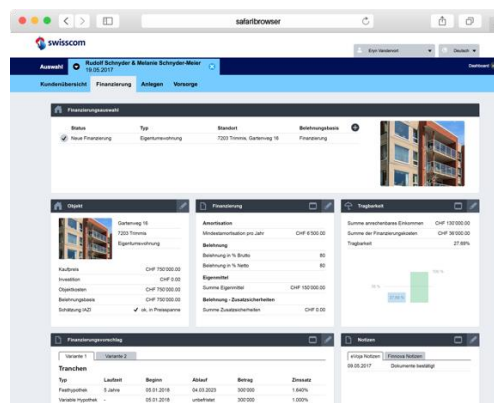 safaribrowser
swisscom
Eryn Vandervort
Deutsch
Auswahl
Rudolf Schnyder & Melanie Schnyder-Meier
19.05.2017
Dashboard
Kundenübersicht Finanzierung Anlegen Vorsorge
Finanzierungsauswahl
Status Typ Standort Belehnungsbasis
Neue Finanzierung Eigentumswohnung 7203 Trimmis, Gartenweg 18 Finanzierung
Objekt
Gartenweg 18
7203 Trimmis
Eigentumswohnung
Kaufpreis CHF 750'000.00
Investition CHF 0.00
Objektkosten CHF 750'000.00
Belehnungsbasis CHF 750'000.00
Schätzung IAZI ok, in Preisspanne
Finanzierung
Amortisation
Mindestamortisation pro Jahr CHF 6'500.00
Belehnung
Belehnung in % Brutto 80
Belehnung in % Netto 80
Eigenmittel
Summe Eigenmittel CHF 150'000.00
Belehnung - Zusatzsicherheiten
Summe Zusatzsicherheiten CHF 0.00
Tragbarkeit
Summe anrechenbares Einkommen CHF 130'000.00
Summe der Finanzierungskosten CHF 36'000.00
Tragbarkeit 27.69%
100 %
Finanzierungsvorschlag
Variante 1 Variante 2
Tranchen
Typ Laufzeit Beginn Ablauf Betrag Zinssatz
Festhypothek 5 Jahre 05.01.2018 04.03.2023 300'000 1.640%
Variable Hypothek - 05.01.2018 unbefristet 300'000 1.000%
Notizen
eVoja Notizen Finnova Notizen
09.05.2017 Dokumente bestätigt